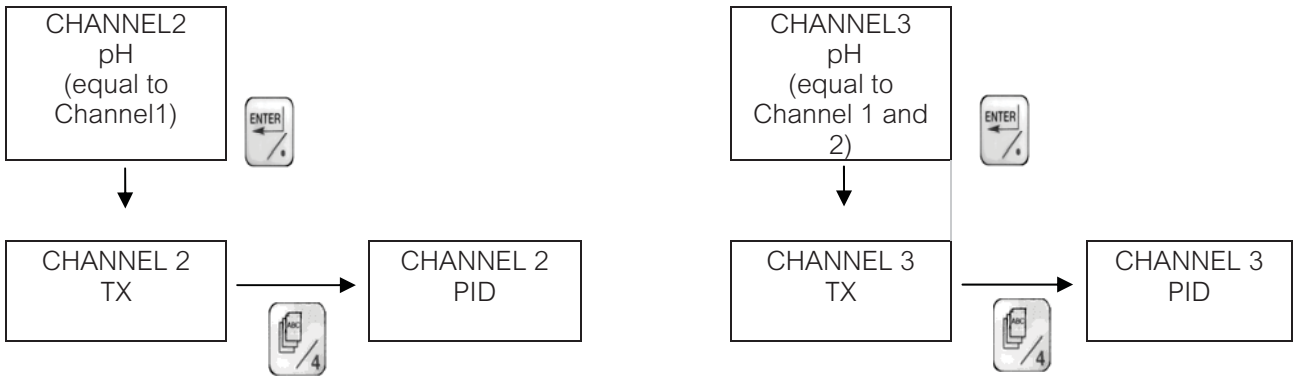 CHANNEL2
pH
(equal to
Channel1)
ENTER
/.
CHANNEL 2
TX
ABC
/4
CHANNEL 2
PID
CHANNEL3
pH
(equal to
Channel 1 and
2)
ENTER
/.
CHANNEL 3
TX
ABC
/4
CHANNEL 3
PID